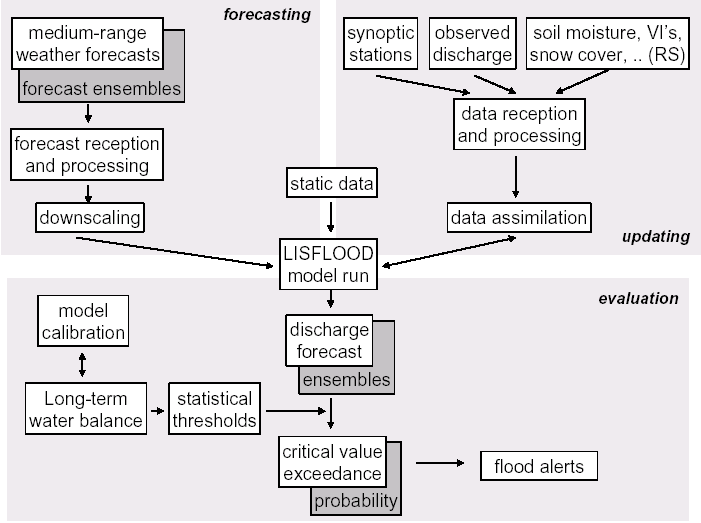 forecasting
medium-range
weather forecasts
forecast ensembles
forecast reception
and processing
downscaling
synoptic
stations
observed
discharge
soil moisture, VI's,
snow cover, .. (RS)
data reception
and processing
data assimilation
updating
static data
LISFLOOD
model run
evaluation
model
calibration
Long-term
water balance
statistical
thresholds
discharge
forecast
ensembles
critical value
exceedance
probability
flood alerts